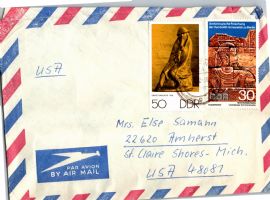 USA
50 DDR
DDR 30
PAR AVION
BY AIR MAIL
Mrs. Else Samann
22620 Amherst
St. Claire Shores-Mich.
USA 48081